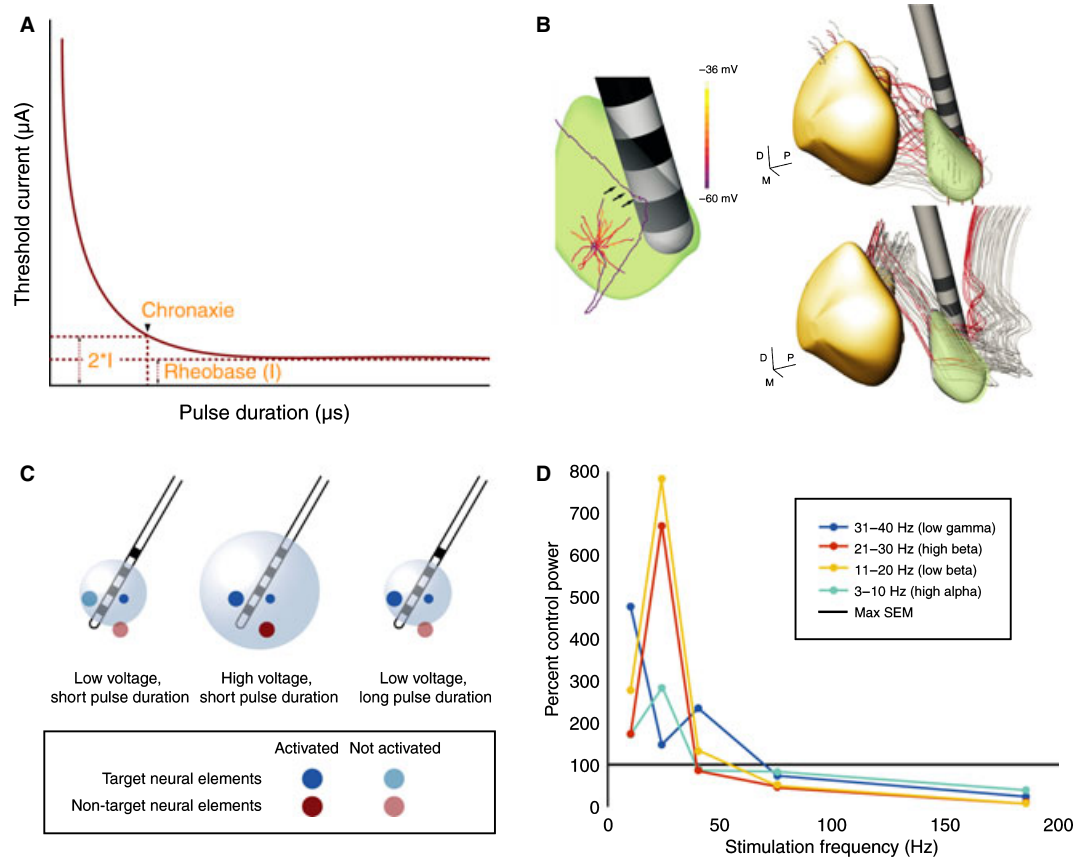 A
Threshold current (µA)
Chronaxie
2*I
Rheobase (I)
Pulse duration (µs)
B
−36 mV
−60 mV
D
P
M
D
P
M
C
Low voltage,
short pulse duration
High voltage,
short pulse duration
Low voltage,
long pulse duration
Activated
Not activated
Target neural elements
Non-target neural elements
D
Percent control power
800
700
600
500
400
300
200
100
0
31–40 Hz (low gamma)
21–30 Hz (high beta)
11–20 Hz (low beta)
3–10 Hz (high alpha)
Max SEM
0
50
100
150
200
Stimulation frequency (Hz)